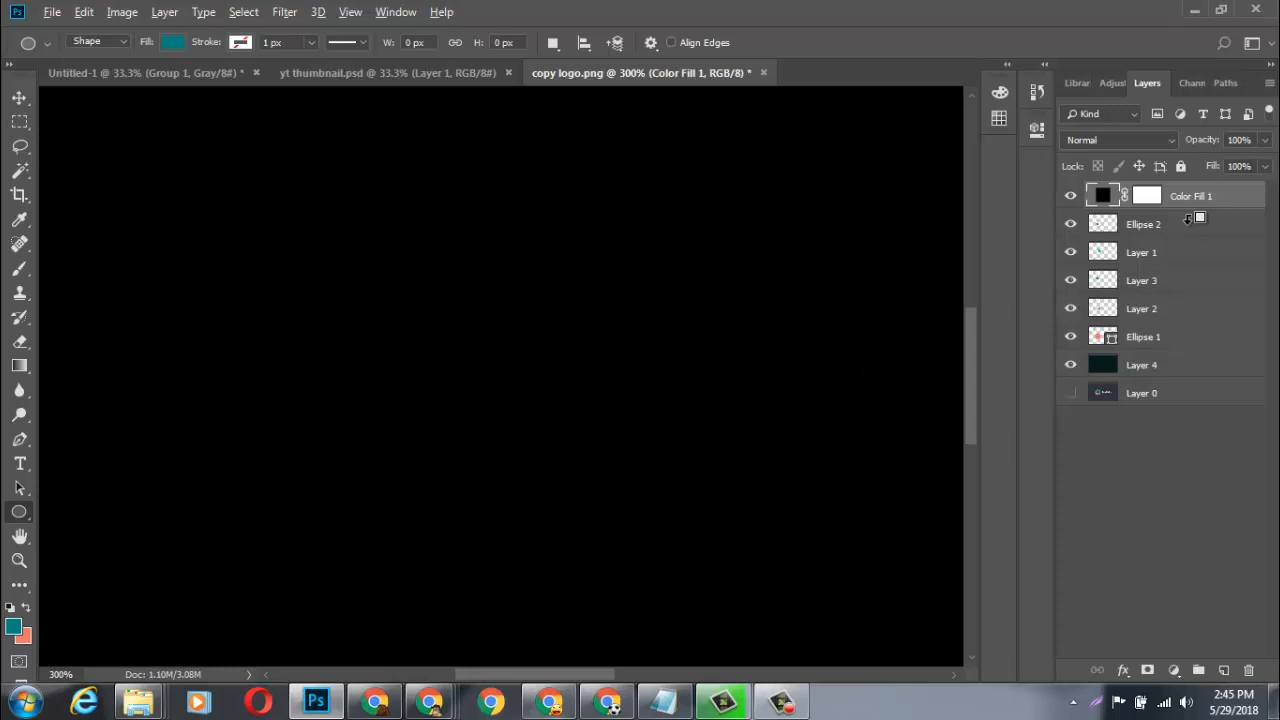 Ps File Edit Image Layer Type Select Filter 3D View Window Help
Shape Fill: Stroke: 1 px W: 0 px H: 0 px Align Edges
Untitled-1 @ 33.3% (Group 1, Gray/8#) * yt thumbnail.psd @ 33.3% (Layer 1, RGB/8#) copy logo.png @ 300% (Color Fill 1, RGB/8) *
Librar Adjust Layers Chann Paths
Kind
Normal Opacity: 100%
Lock: Fill: 100%
Color Fill 1
Ellipse 2
Layer 1
Layer 3
Layer 2
Ellipse 1
Layer 4
Layer 0
300% Doc: 1.10M/3.08M
Ps
2:45 PM
5/29/2018